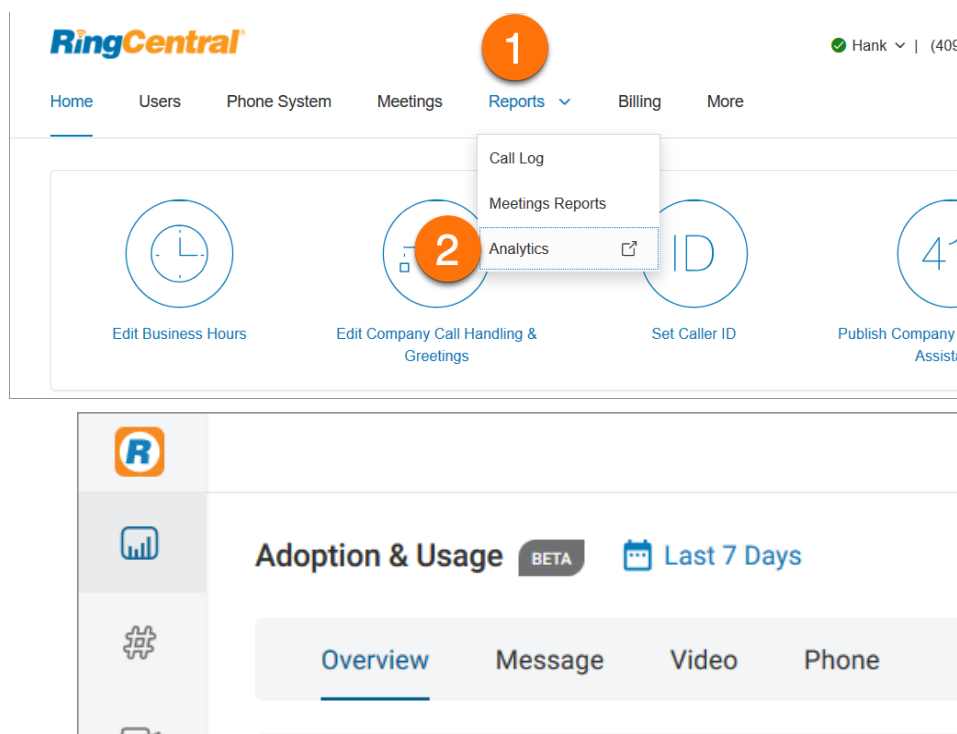 RingCentral
1
Hank | (409
Home Users Phone System Meetings Reports Billing More
Call Log
Meetings Reports
2 Analytics
ID
41
Edit Business Hours
Edit Company Call Handling &
Greetings
Set Caller ID
Publish Company
Assist
R
Adoption & Usage BETA Last 7 Days
#
Overview Message Video Phone